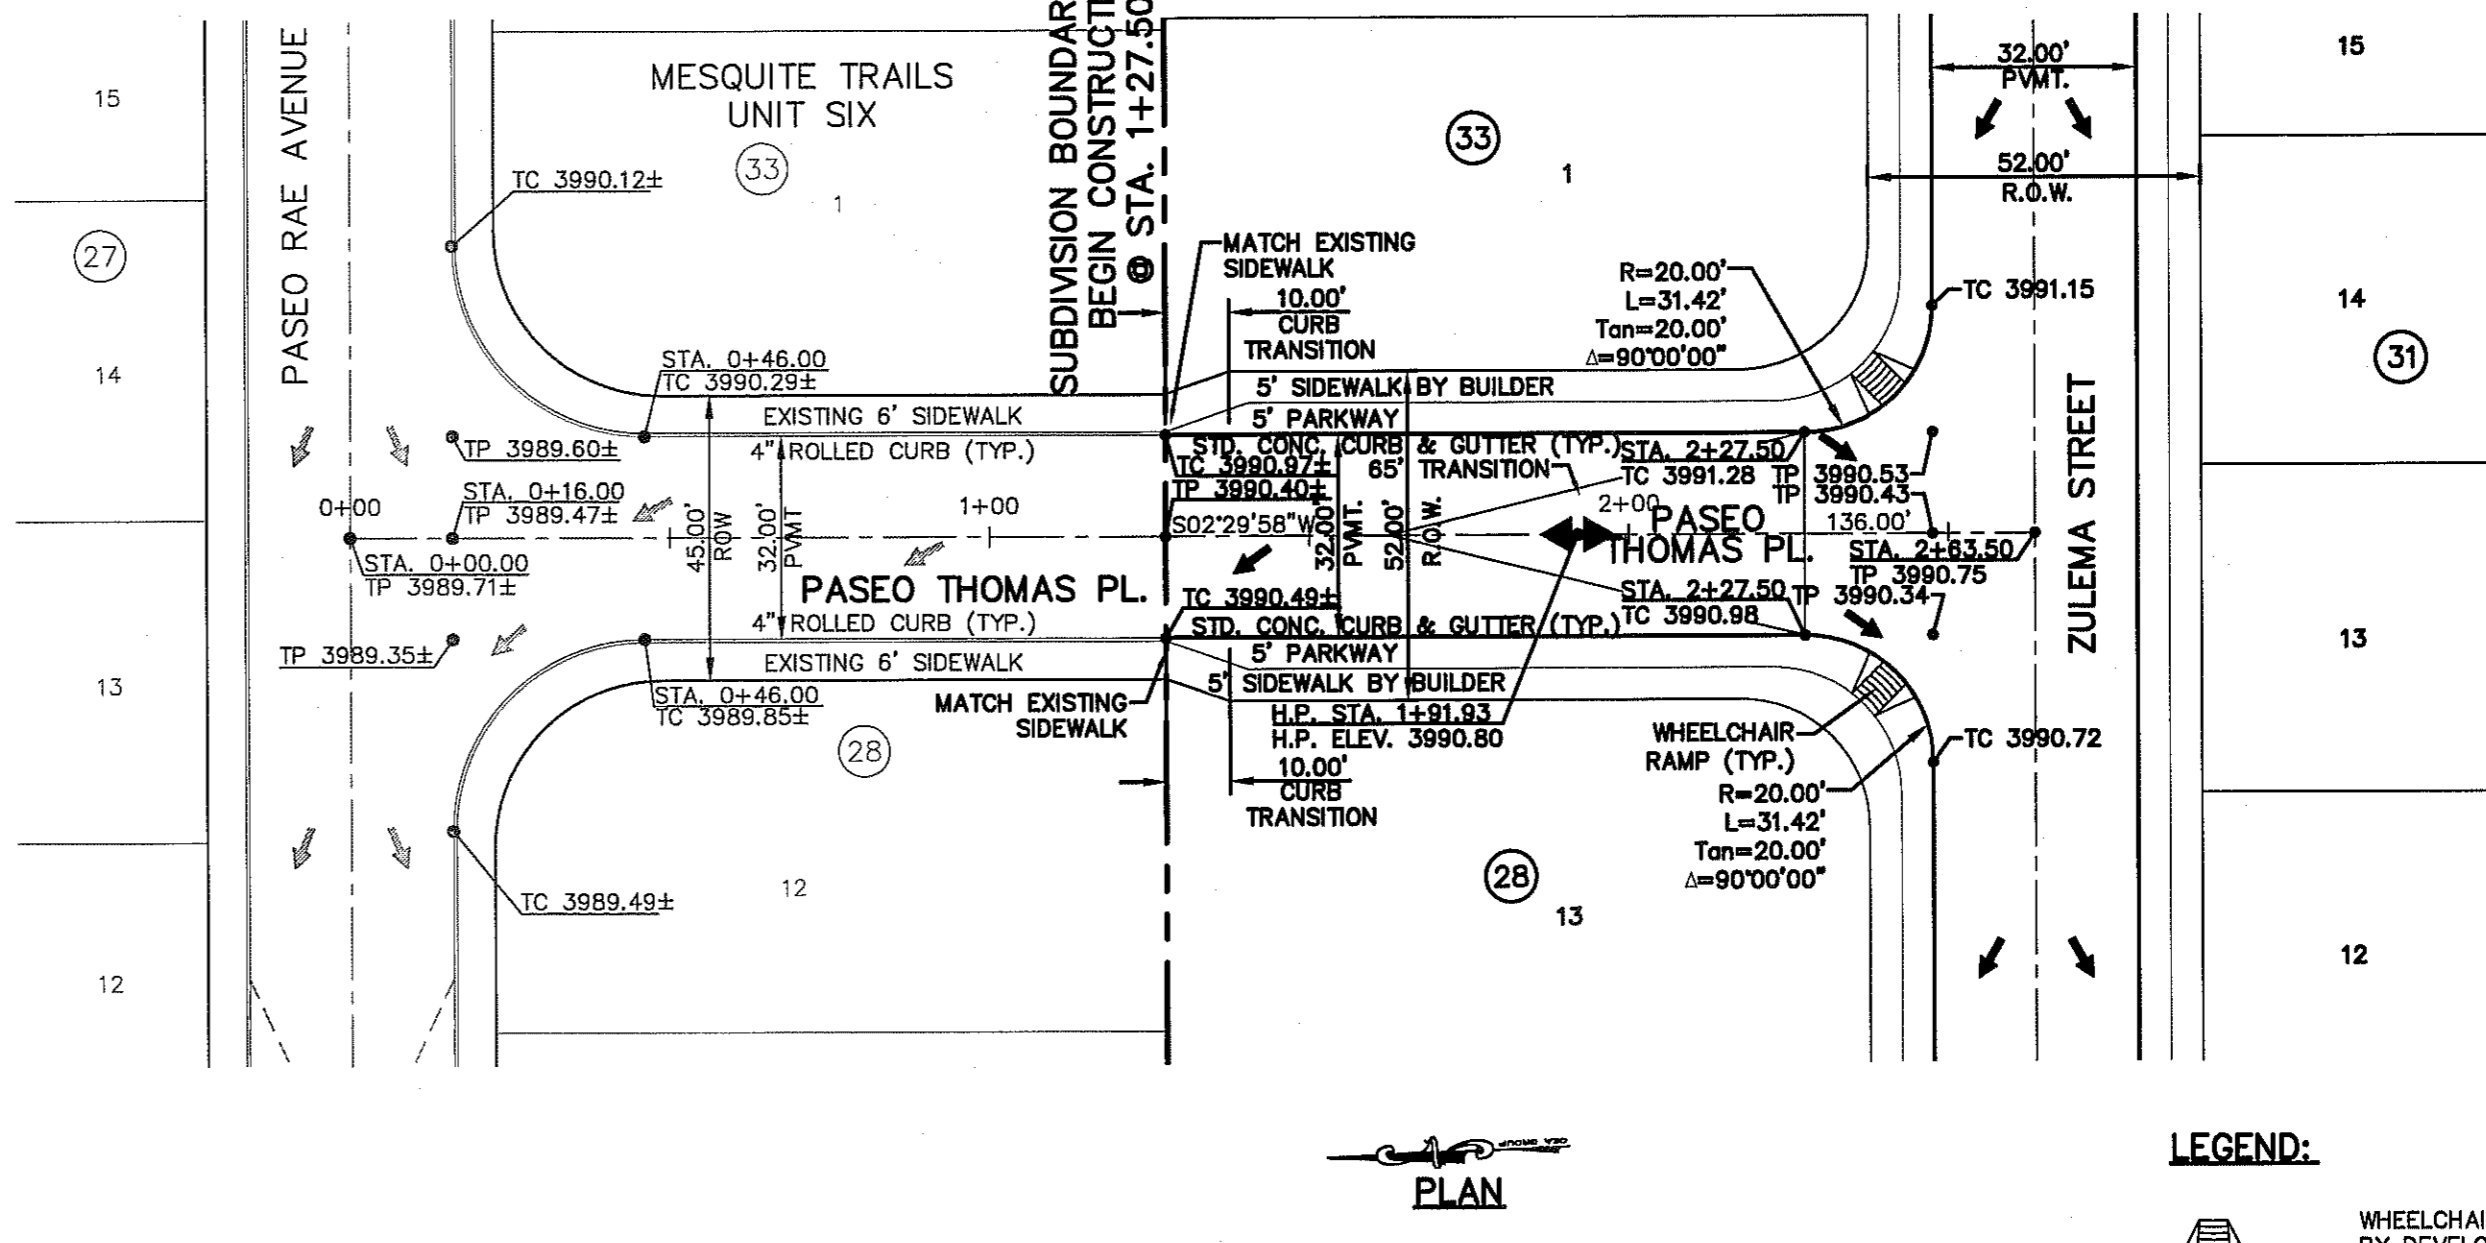 PASEO RAE AVENUE
MESQUITE TRAILS
UNIT SIX
33
1
15
27
14
13
12
TC 3990.12±
STA. 0+46.00
TC 3990.29±
TP 3989.60±
STA. 0+16.00
TP 3989.47±
0+00
STA. 0+00.00
TP 3989.71±
TP 3989.35±
STA. 0+46.00
TC 3989.85±
TC 3989.49±
28
12
EXISTING 6' SIDEWALK
4" ROLLED CURB (TYP.)
45.00'
ROW
32.00'
PVMT
1+00
PASEO THOMAS PL.
4" ROLLED CURB (TYP.)
EXISTING 6' SIDEWALK
MATCH EXISTING
SIDEWALK
SUBDIVISION BOUNDAR
BEGIN CONSTRUCTI
@ STA. 1+27.50
MATCH EXISTING
SIDEWALK
10.00'
CURB
TRANSITION
33
1
R=20.00'
L=31.42'
Tan=20.00'
Δ=90°00'00"
5' SIDEWALK BY BUILDER
5' PARKWAY
STD. CONC. CURB & GUTTER (TYP.)
TC 3990.97±
TP 3990.40±
65' TRANSITION
S02°29'58"W
32.00'
PVMT.
52.00'
R.O.W.
STA. 2+27.50
TC 3991.28
TP 3990.53
TP 3990.43
2+00
136.00'
PASEO
THOMAS PL.
STA. 2+63.50
TP 3990.75
TC 3990.49±
STA. 2+27.50
TC 3990.98
TP 3990.34
STD. CONC. CURB & GUTTER (TYP.)
5' PARKWAY
5' SIDEWALK BY BUILDER
H.P. STA. 1+91.93
H.P. ELEV. 3990.80
10.00'
CURB
TRANSITION
WHEELCHAIR
RAMP (TYP.)
R=20.00'
L=31.42'
Tan=20.00'
Δ=90°00'00"
28
13
32.00'
PVMT.
52.00'
R.O.W.
TC 3991.15
ZULEMA STREET
TC 3990.72
15
14
31
13
12
PLAN
LEGEND:
WHEELCHAI